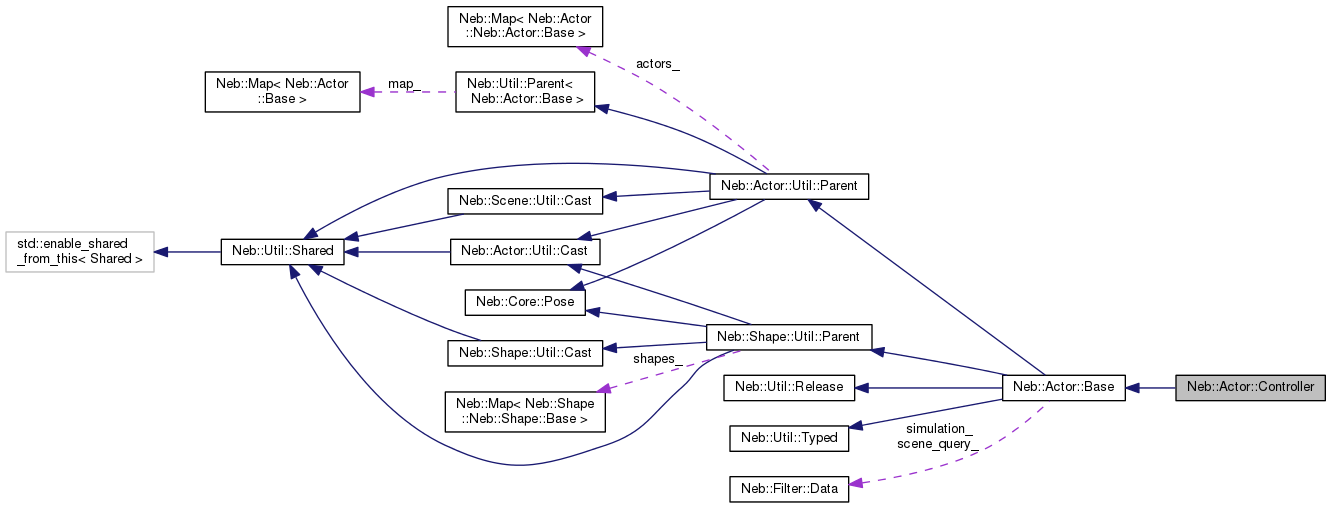 Neb::Map< Neb::Actor
::Neb::Actor::Base >
actors_
Neb::Map< Neb::Actor
::Base >
map_
Neb::Util::Parent<
Neb::Actor::Base >
Neb::Actor::Util::Parent
Neb::Scene::Util::Cast
std::enable_shared
_from_this< Shared >
Neb::Util::Shared
Neb::Actor::Util::Cast
Neb::Core::Pose
Neb::Shape::Util::Parent
Neb::Shape::Util::Cast
shapes_
Neb::Util::Release
Neb::Actor::Base
Neb::Actor::Controller
Neb::Map< Neb::Shape
::Neb::Shape::Base >
Neb::Util::Typed
simulation_
scene_query_
Neb::Filter::Data